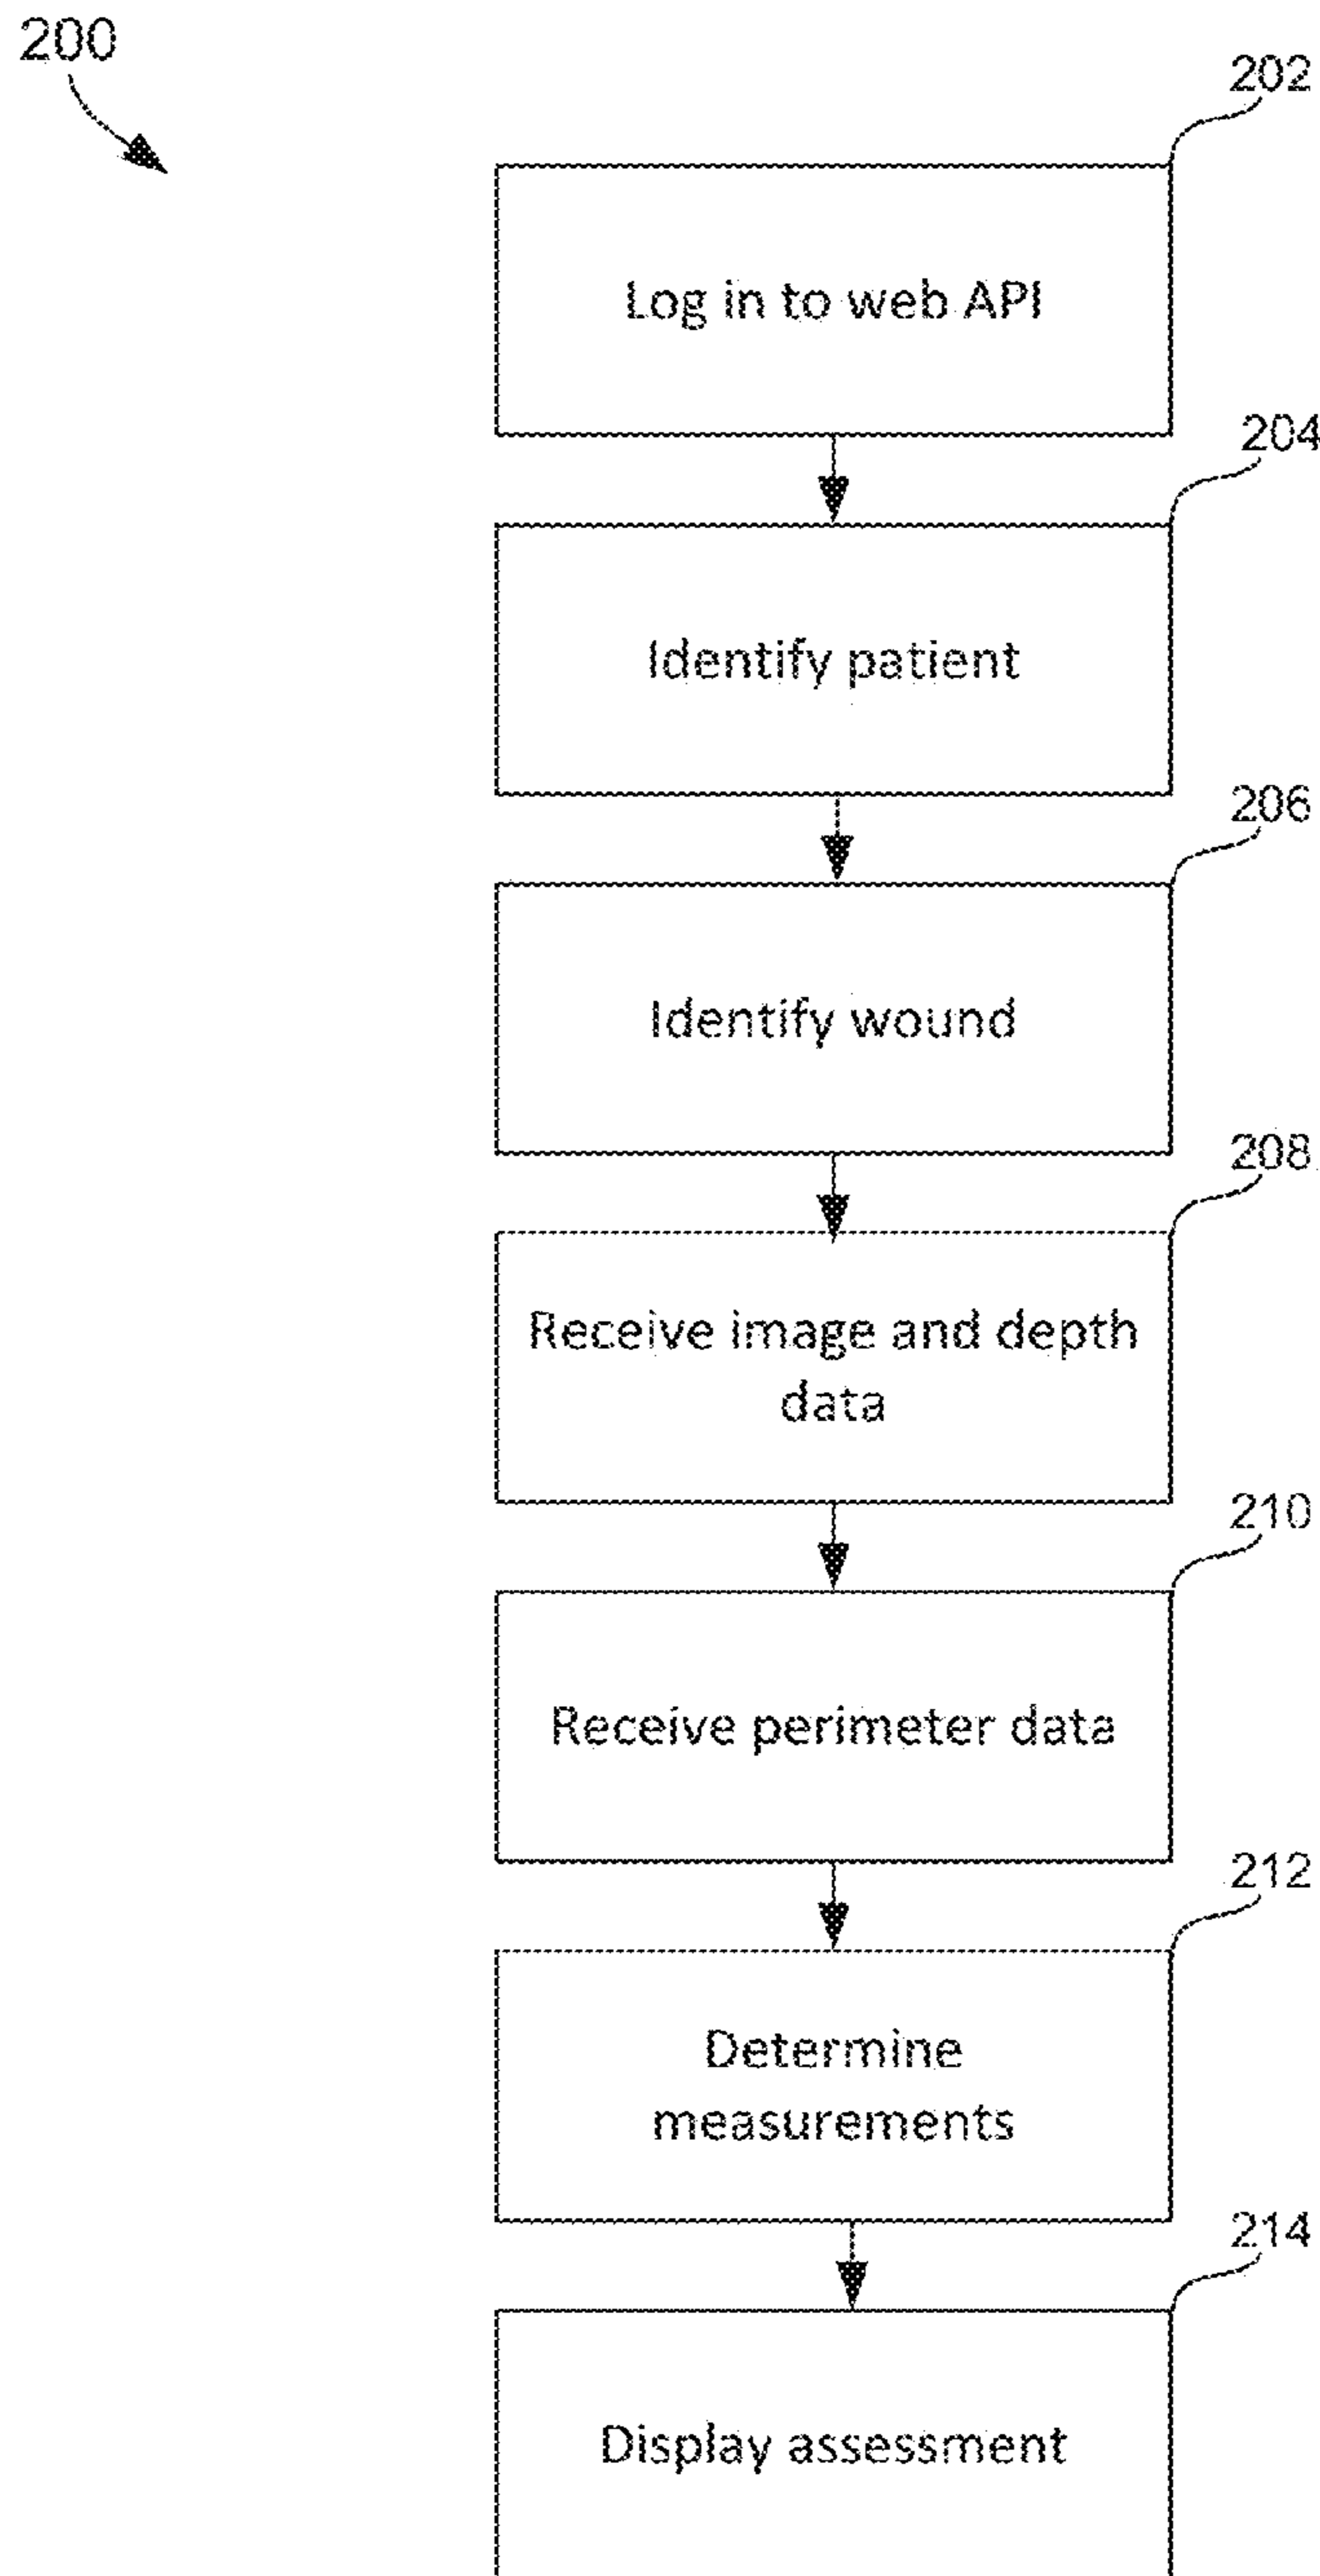 200
202
Log in to web API
204
Identify patient
206
Identify wound
208
Receive image and depth
data
210
Receive perimeter data
212
Determine
measurements
214
Display assessment